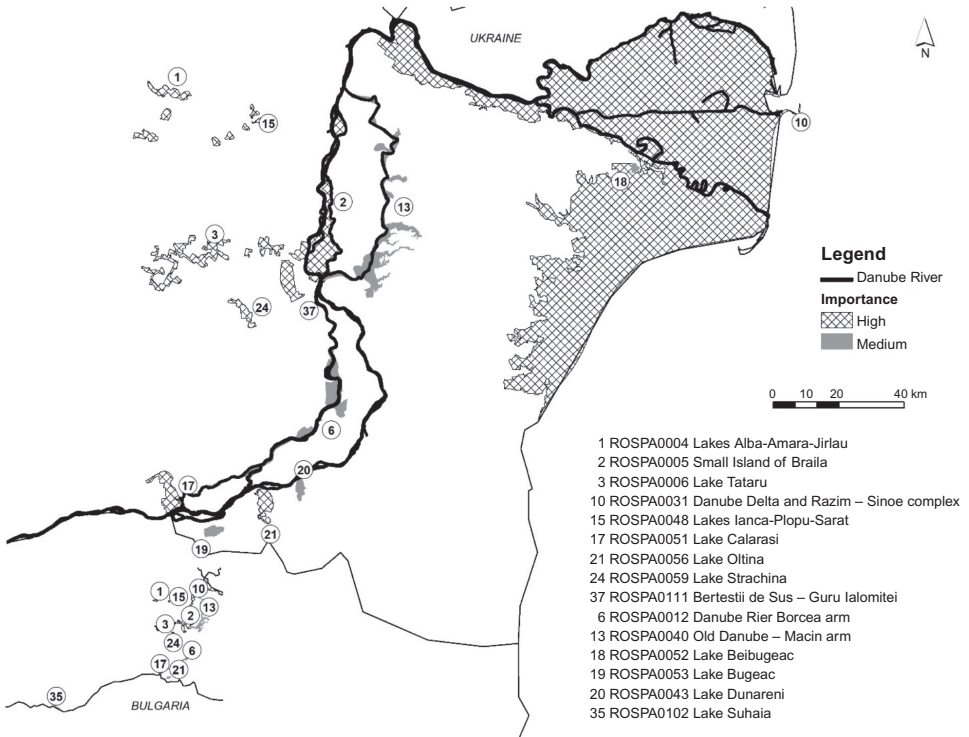 UKRAINE
N
1
15
10
18
2
13
3
24
37
6
17
20
21
19
Legend
Danube River
Importance
High
Medium
0 10 20 40 km
1 ROSPA0004 Lakes Alba-Amara-Jirlau
2 ROSPA0005 Small Island of Braila
3 ROSPA0006 Lake Tataru
10 ROSPA0031 Danube Delta and Razim – Sinoe complex
15 ROSPA0048 Lakes Ianca-Plopu-Sarat
17 ROSPA0051 Lake Calarasi
21 ROSPA0056 Lake Oltina
24 ROSPA0059 Lake Strachina
37 ROSPA0111 Bertestii de Sus – Guru Ialomitei
6 ROSPA0012 Danube Rier Borcea arm
13 ROSPA0040 Old Danube – Macin arm
18 ROSPA0052 Lake Beibugeac
19 ROSPA0053 Lake Bugeac
20 ROSPA0043 Lake Dunareni
35 ROSPA0102 Lake Suhaia
1
15
10
13
2
3
24
6
17
21
35
BULGARIA